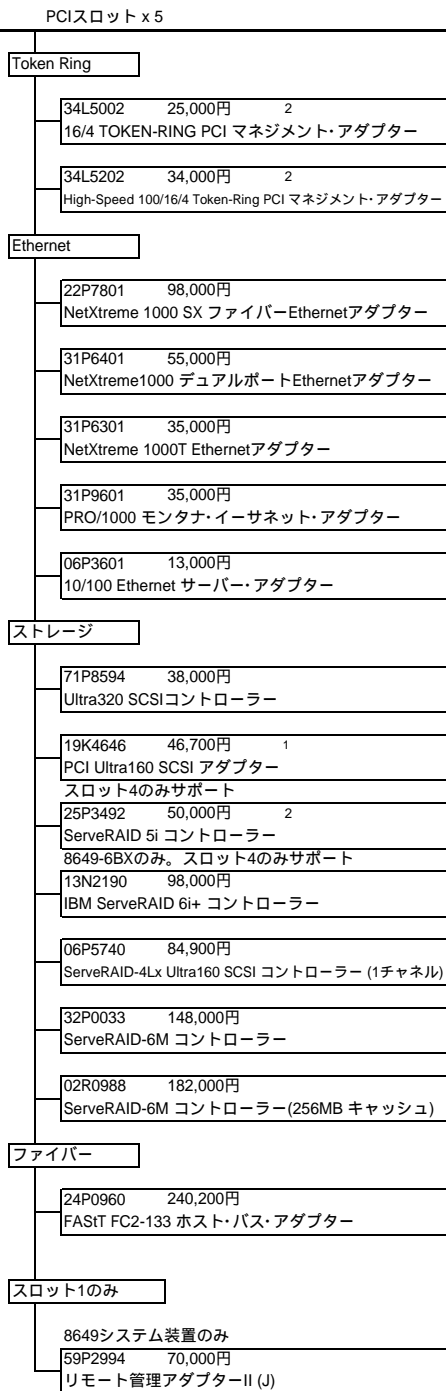 PCIスロット x 5
Token Ring
34L5002 25,000円 2
16/4 TOKEN-RING PCI マネジメント・アダプター
34L5202 34,000円 2
High-Speed 100/16/4 Token-Ring PCI マネジメント・アダプター
Ethernet
22P7801 98,000円
NetXtreme 1000 SX ファイバーEthernetアダプター
31P6401 55,000円
NetXtreme1000 デュアルポートEthernetアダプター
31P6301 35,000円
NetXtreme 1000T Ethernetアダプター
31P9601 35,000円
PRO/1000 モンタナ・イーサネット・アダプター
06P3601 13,000円
10/100 Ethernet サーバー・アダプター
ストレージ
71P8594 38,000円
Ultra320 SCSIコントローラー
19K4646 46,700円 1
PCI Ultra160 SCSI アダプター
スロット4のみサポート
25P3492 50,000円 2
ServeRAID 5i コントローラー
8649-6BXのみ。スロット4のみサポート
13N2190 98,000円
IBM ServeRAID 6i+ コントローラー
06P5740 84,900円
ServeRAID-4Lx Ultra160 SCSI コントローラー (1チャネル)
32P0033 148,000円
ServeRAID-6M コントローラー
02R0988 182,000円
ServeRAID-6M コントローラー(256MB キャッシュ)
ファイバー
24P0960 240,200円
FAStT FC2-133 ホスト・バス・アダプター
スロット1のみ
8649システム装置のみ
59P2994 70,000円
リモート管理アダプターII (J)